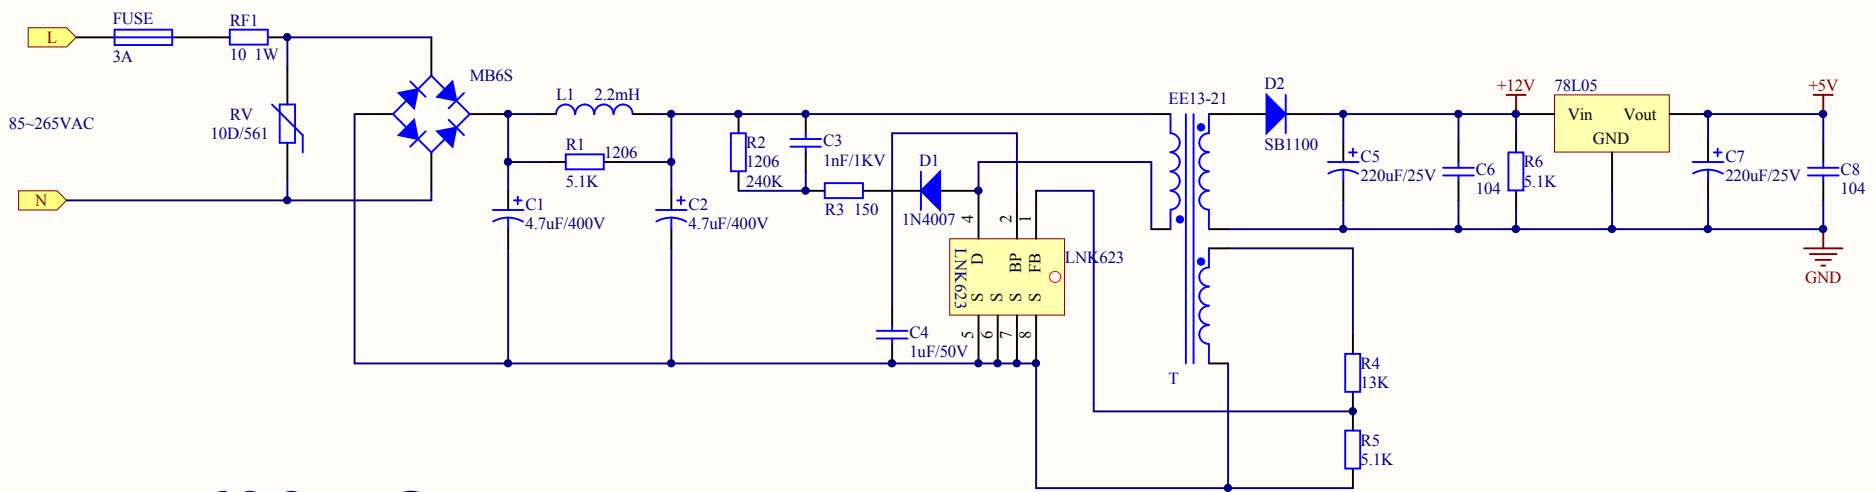 FUSE
3A
L
RF1
10 1W
RV
10D/561
85~265VAC
N
MB6S
L1 2.2mH
R1 1206
5.1K
C1
4.7uF/400V
C2
4.7uF/400V
R2
1206
240K
C3
1nF/1KV
R3 150
D1
1N4007
4
2
1
D
BP
FB
LNK623
LNK623
S
S
S
S
5
6
7
8
C4
1uF/50V
EE13-21
T
D2
SB1100
C5
220uF/25V
C6
104
+12V
R6
5.1K
78L05
Vin Vout
GND
C7
220uF/25V
+5V
C8
104
GND
R4
13K
R5
5.1K